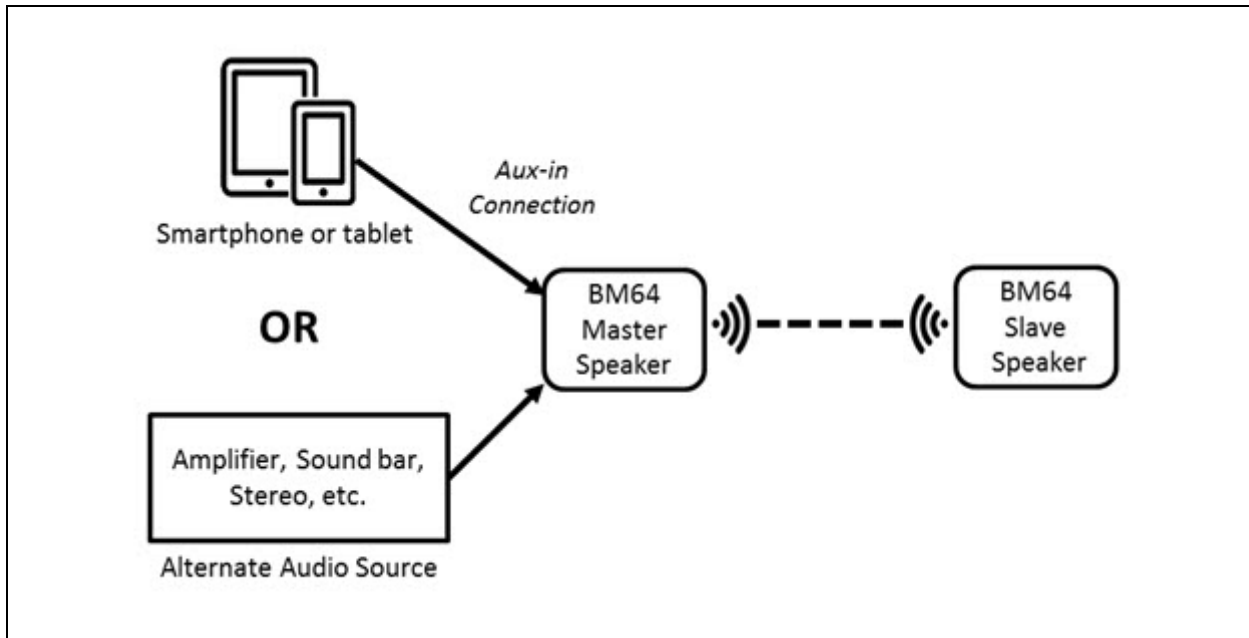 Smartphone or tablet
Aux-in
Connection
OR
BM64
Master
Speaker
BM64
Slave
Speaker
Amplifier, Sound bar,
Stereo, etc.
Alternate Audio Source